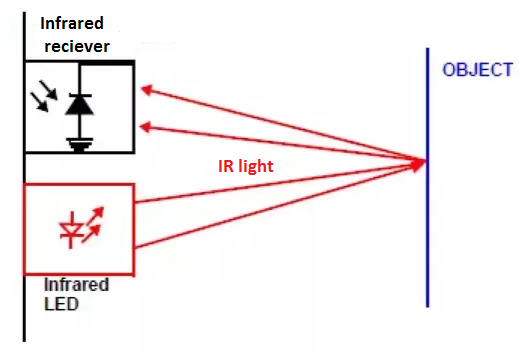 Infrared
reciever
OBJECT
IR light
Infrared
LED